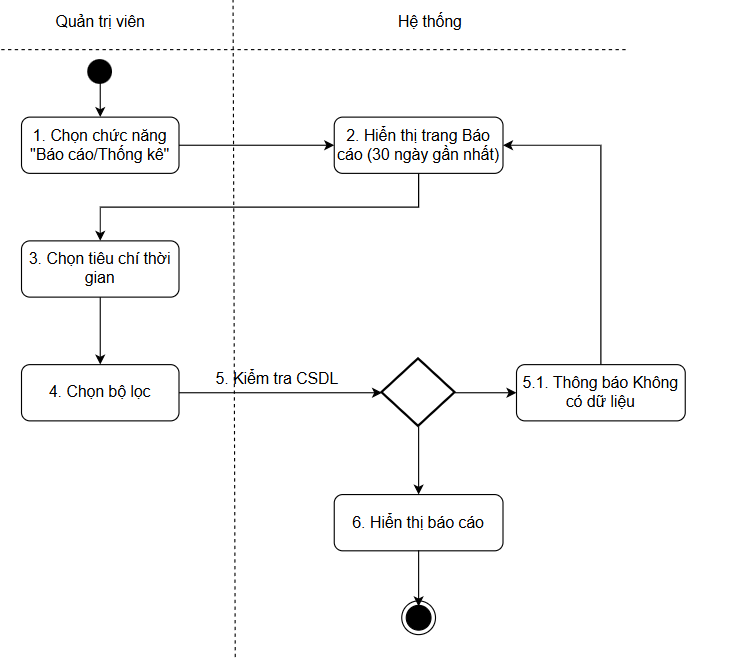 Quản trị viên
Hệ thống
1. Chọn chức năng
"Báo cáo/Thống kê"
2. Hiển thị trang Báo
cáo (30 ngày gần nhất)
3. Chọn tiêu chí thời
gian
4. Chọn bộ lọc
5. Kiểm tra CSDL
5.1. Thông báo Không
có dữ liệu
6. Hiển thị báo cáo